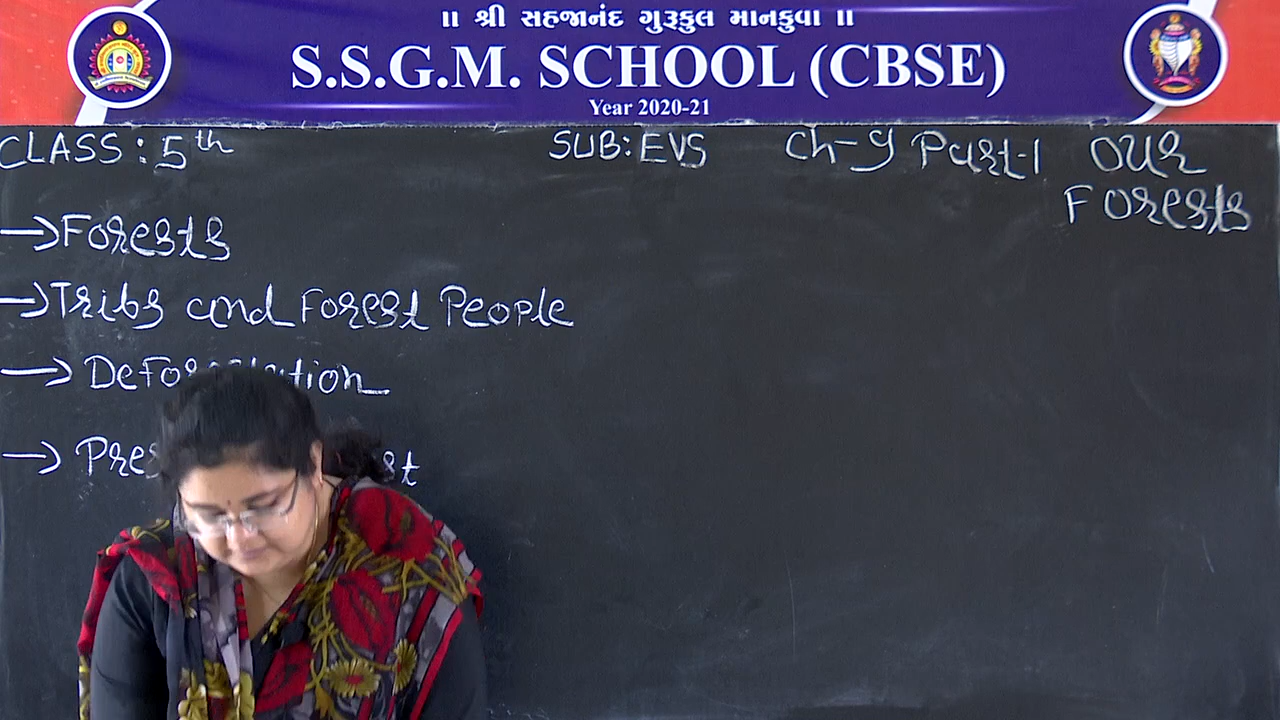 ॥ શ્રી સહજાનંદ ગુરૂકુલ માનકુવા ॥
S.S.G.M. SCHOOL (CBSE)
Year 2020-21
CLASS : 5th SUB: EVS Ch-9 Part-1 OUR
FORests
→ Forests
→ Tribs and Forest People
→
→